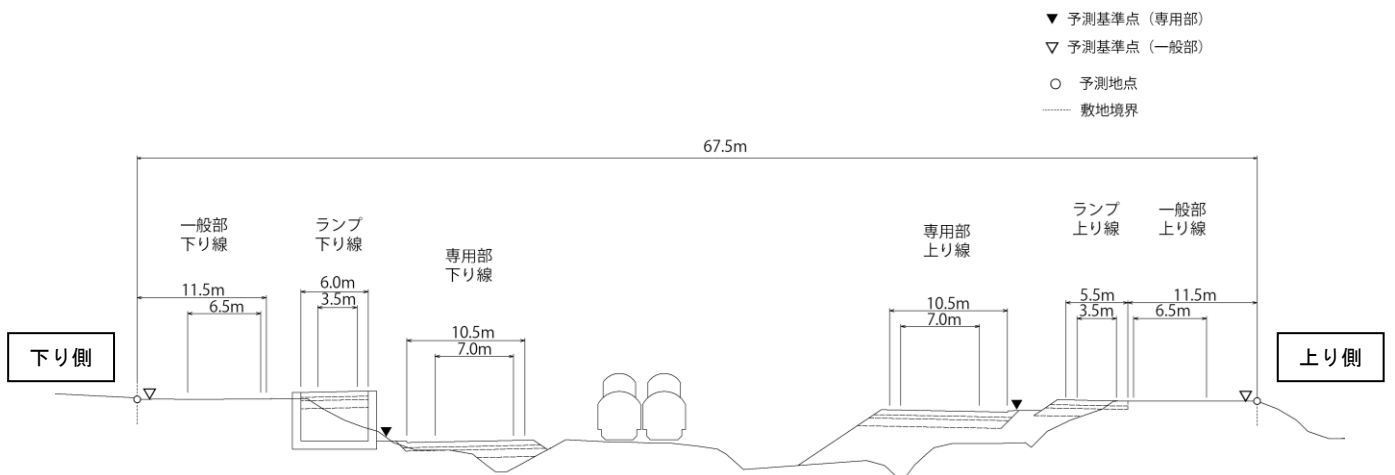 予測基準点（専用部）
予測基準点（一般部）
予測地点
敷地境界
67.5m
一般部
下り線
ランプ
下り線
専用部
下り線
専用部
上り線
ランプ
上り線
一般部
上り線
11.5m
6.5m
6.0m
3.5m
10.5m
7.0m
10.5m
7.0m
5.5m
3.5m
11.5m
6.5m
下り側
上り側